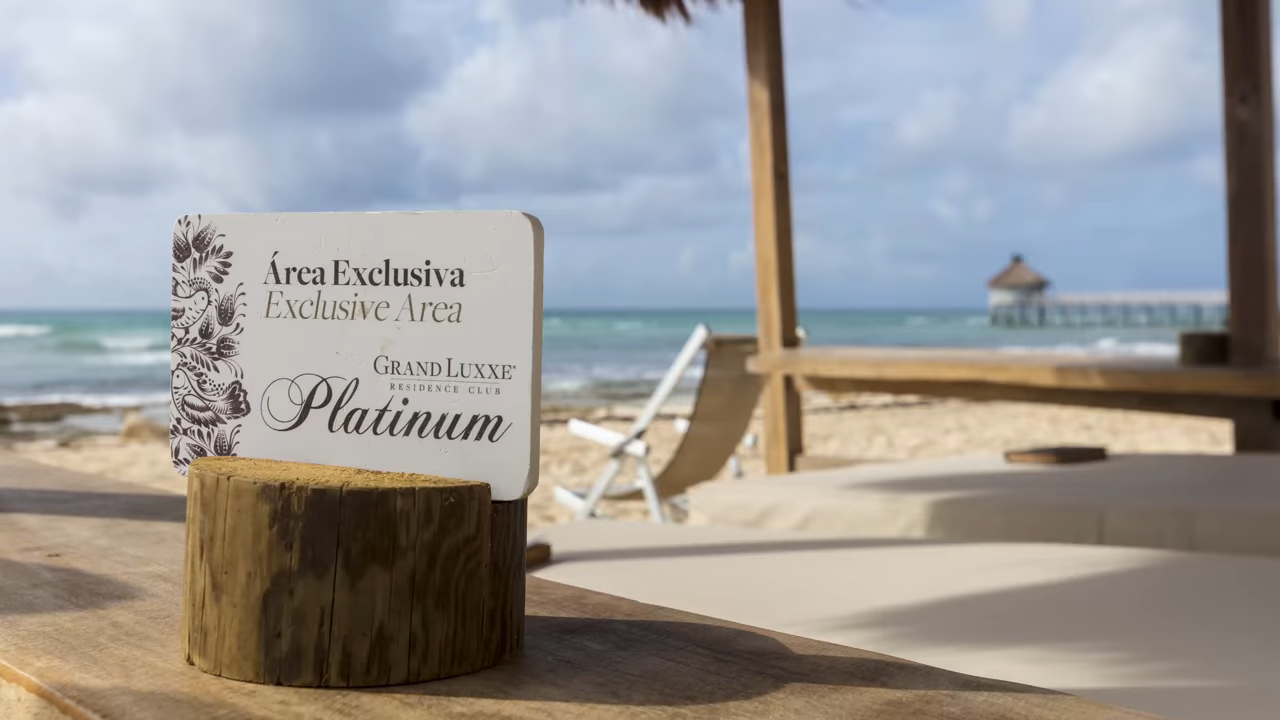 Área Exclusiva
Exclusive Area
GRAND LUXXE®
RESIDENCE CLUB
Platinum